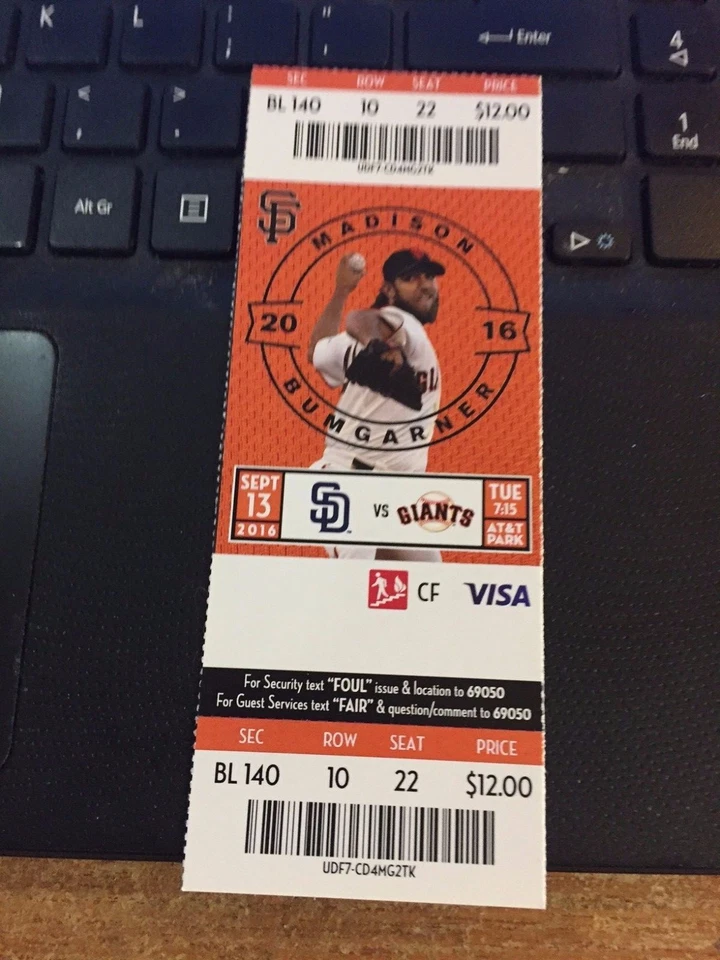 K L : ; " ' Enter 4
< , > . 1 End
Alt Gr
SEC ROW SEAT PRICE
BL 140 10 22 $12.00
UDF7-CD4MG2TK
SF
MADISON
20 16
BUMGARNER
SEPT 13 2016
SD VS GIANTS
TUE 7:15 AT&T PARK
GI
CF VISA
For Security text "FOUL" issue & location to 69050
For Guest Services text "FAIR" & question/comment to 69050
SEC ROW SEAT PRICE
BL 140 10 22 $12.00
UDF7-CD4MG2TK